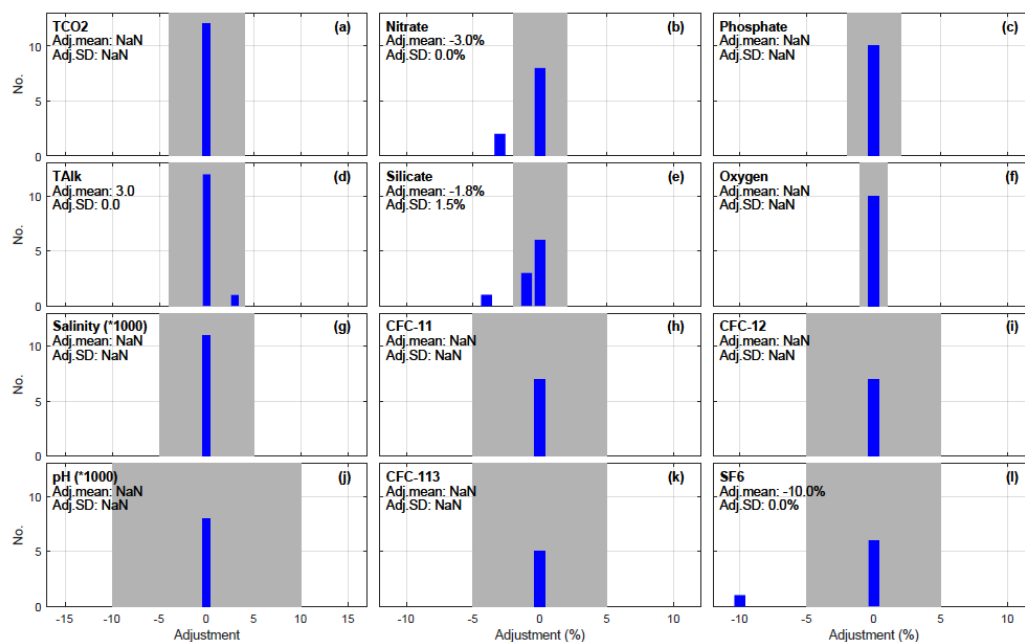 TCO2 (a)
Adj.mean: NaN
Adj.SD: NaN
Nitrate (b)
Adj.mean: -3.0%
Adj.SD: 0.0%
Phosphate (c)
Adj.mean: NaN
Adj.SD: NaN
No.
10
5
0
TAlk (d)
Adj.mean: 3.0
Adj.SD: 0.0
Silicate (e)
Adj.mean: -1.8%
Adj.SD: 1.5%
Oxygen (f)
Adj.mean: NaN
Adj.SD: NaN
No.
10
5
0
Salinity (*1000) (g)
Adj.mean: NaN
Adj.SD: NaN
CFC-11 (h)
Adj.mean: NaN
Adj.SD: NaN
CFC-12 (i)
Adj.mean: NaN
Adj.SD: NaN
No.
10
5
0
pH (*1000) (j)
Adj.mean: NaN
Adj.SD: NaN
CFC-113 (k)
Adj.mean: NaN
Adj.SD: NaN
SF6 (l)
Adj.mean: -10.0%
Adj.SD: 0.0%
No.
10
5
0
-15 -10 -5 0 5 10 15
-10 -5 0 5 10
-10 -5 0 5 10
Adjustment
Adjustment (%)
Adjustment (%)